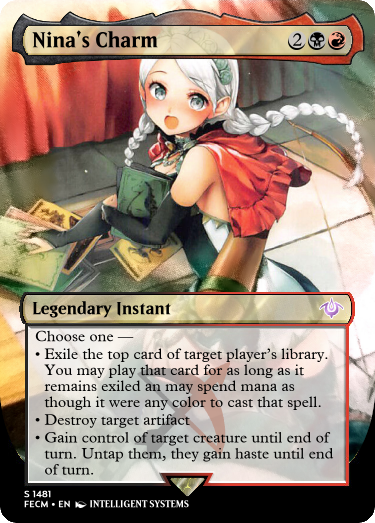 Nina's Charm 2
Legendary Instant
Choose one —
• Exile the top card of target player's library.
You may play that card for as long as it
remains exiled an may spend mana as
though it were any color to cast that spell.
• Destroy target artifact
• Gain control of target creature until end of
turn. Untap them, they gain haste until end
of turn.
S 1481
FECM • EN INTELLIGENT SYSTEMS